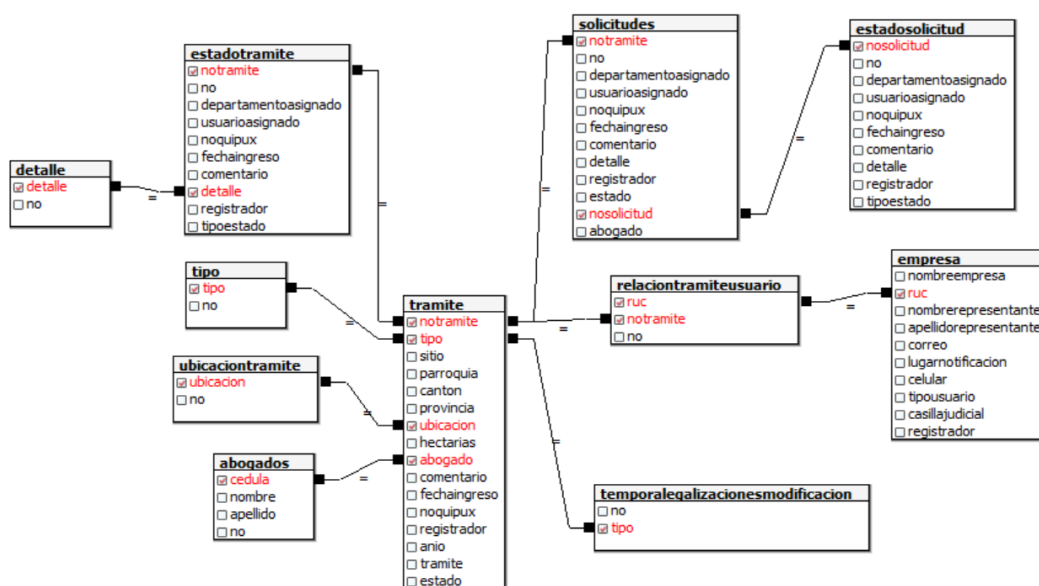 detalle
detalle
no
estadotramite
notramite
no
departamentoasignado
usuarioasignado
noquipux
fechaingreso
comentario
detalle
registrador
tipoestado
tipo
tipo
no
ubicaciontramite
ubicacion
no
abogados
cedula
nombre
apellido
no
tramite
notramite
tipo
sitio
parroquia
canton
provincia
ubicacion
hectarias
abogado
comentario
fechaingreso
noquipux
registrador
anio
tramite
estado
solicitudes
notramite
no
departamentoasignado
usuarioasignado
noquipux
fechaingreso
comentario
detalle
registrador
estado
nosolicitud
abogado
estadosolicitud
nosolicitud
no
departamentoasignado
usuarioasignado
noquipux
fechaingreso
comentario
detalle
registrador
tipoestado
relaciontramiteusuario
ruc
notramite
no
empresa
nombreempresa
ruc
nombrerepresentante
apellidorepresentante
correo
lugarnotificacion
celular
tipousuario
casillajudicial
registrador
temporalegalizacionesmodificacion
no
tipo
=
=
=
=
=
=
=
=
=
=